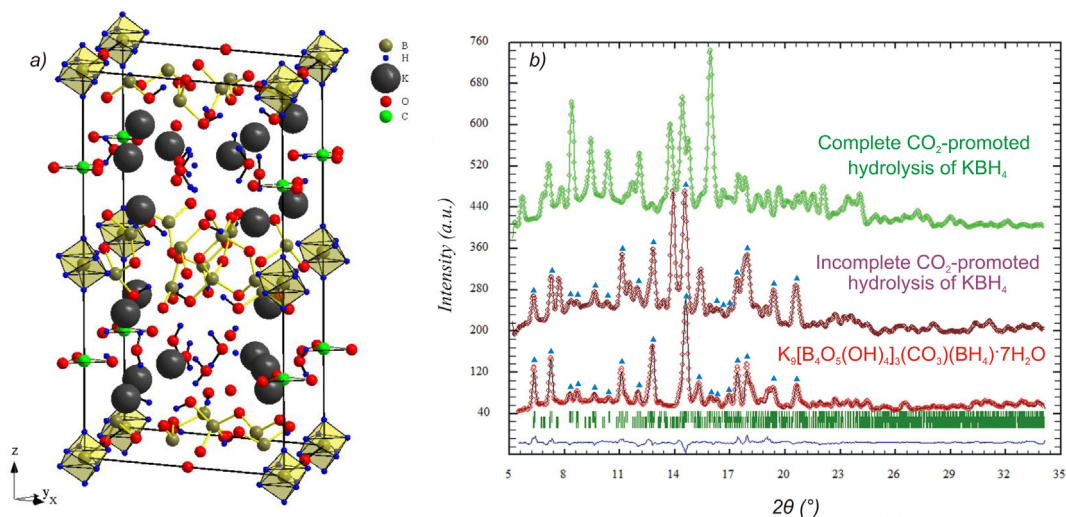 a)
B
H
K
O
C
z
y
x
b)
760
680
600
520
440
360
280
200
120
40
Intensity (a.u.)
Complete CO₂-promoted
hydrolysis of KBH₄
Incomplete CO₂-promoted
hydrolysis of KBH₄
K₉[B₄O₅(OH)₄]₃(CO₃)(BH₄)·7H₂O
5 8 11 14 17 20 23 26 29 32 35
2θ (°)